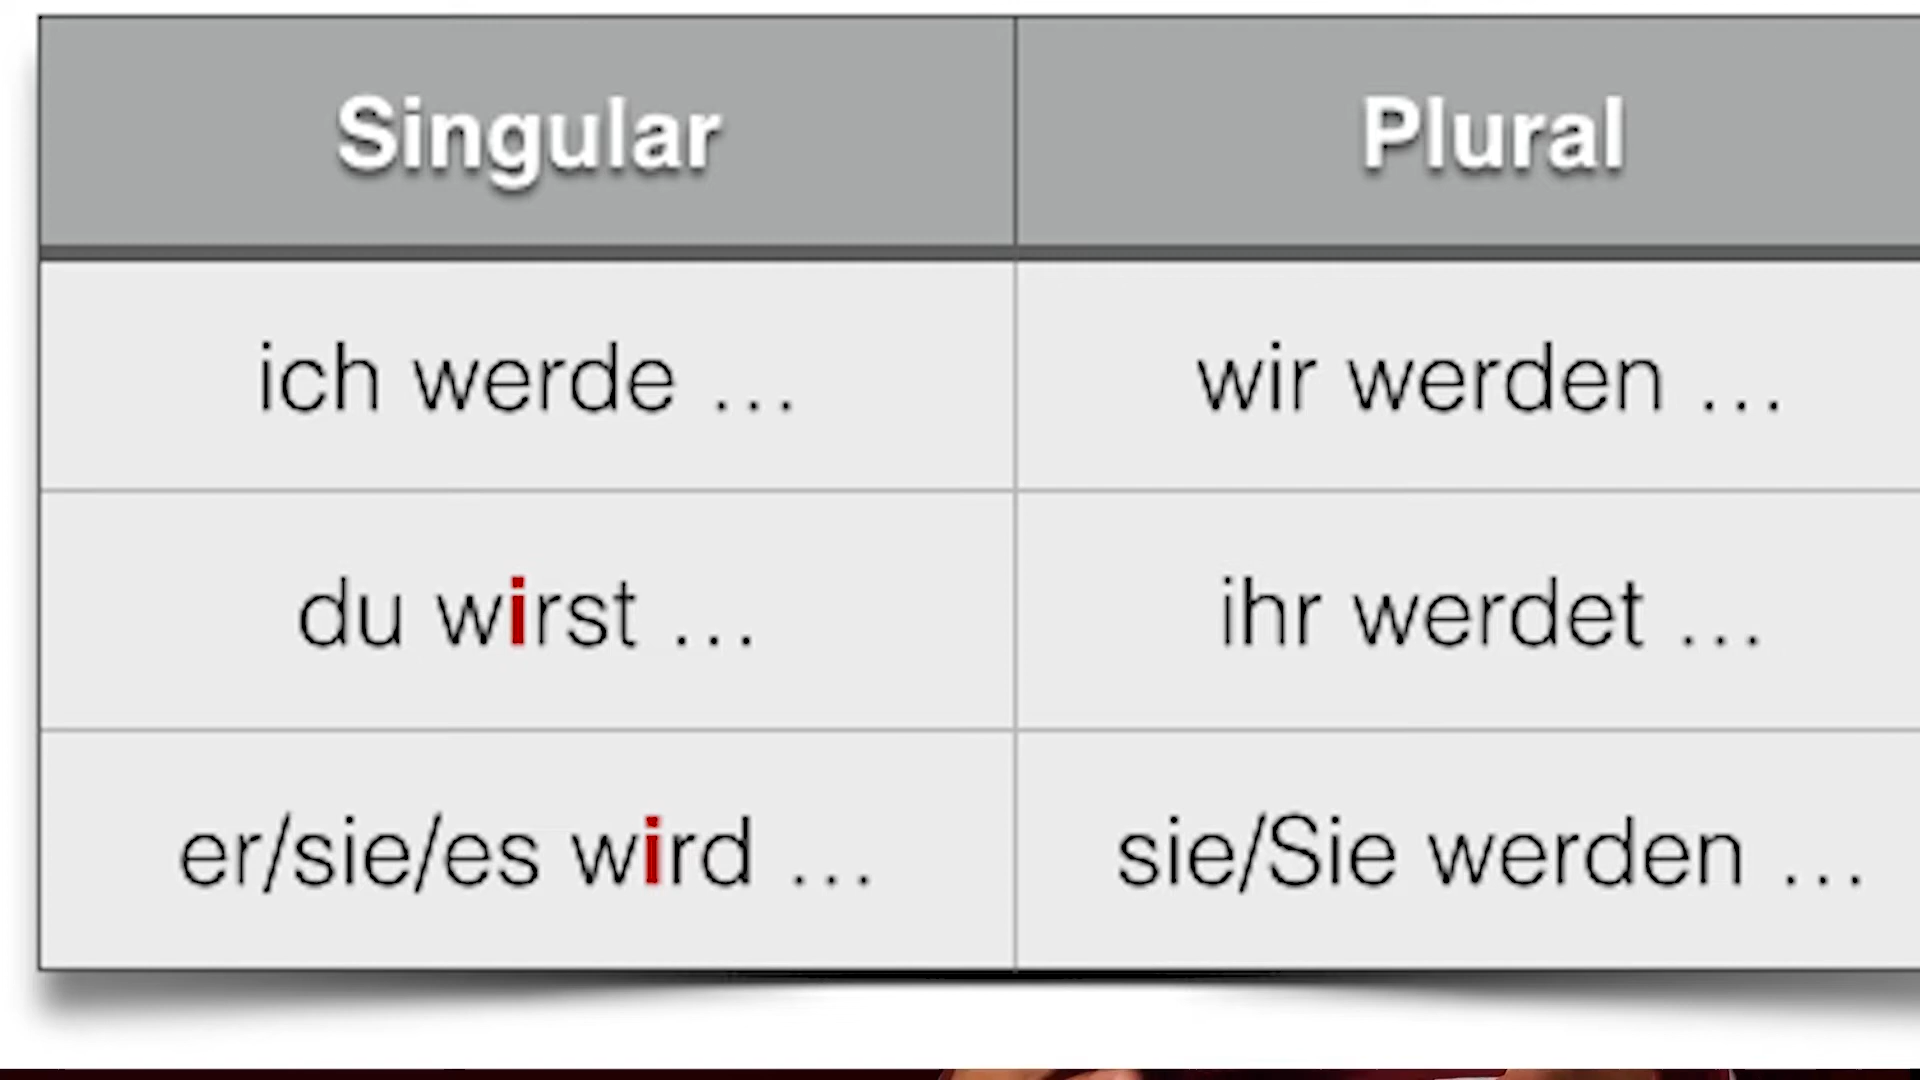 Singular Plural
ich werde … wir werden …
du wirst … ihr werdet …
er/sie/es wird … sie/Sie werden …